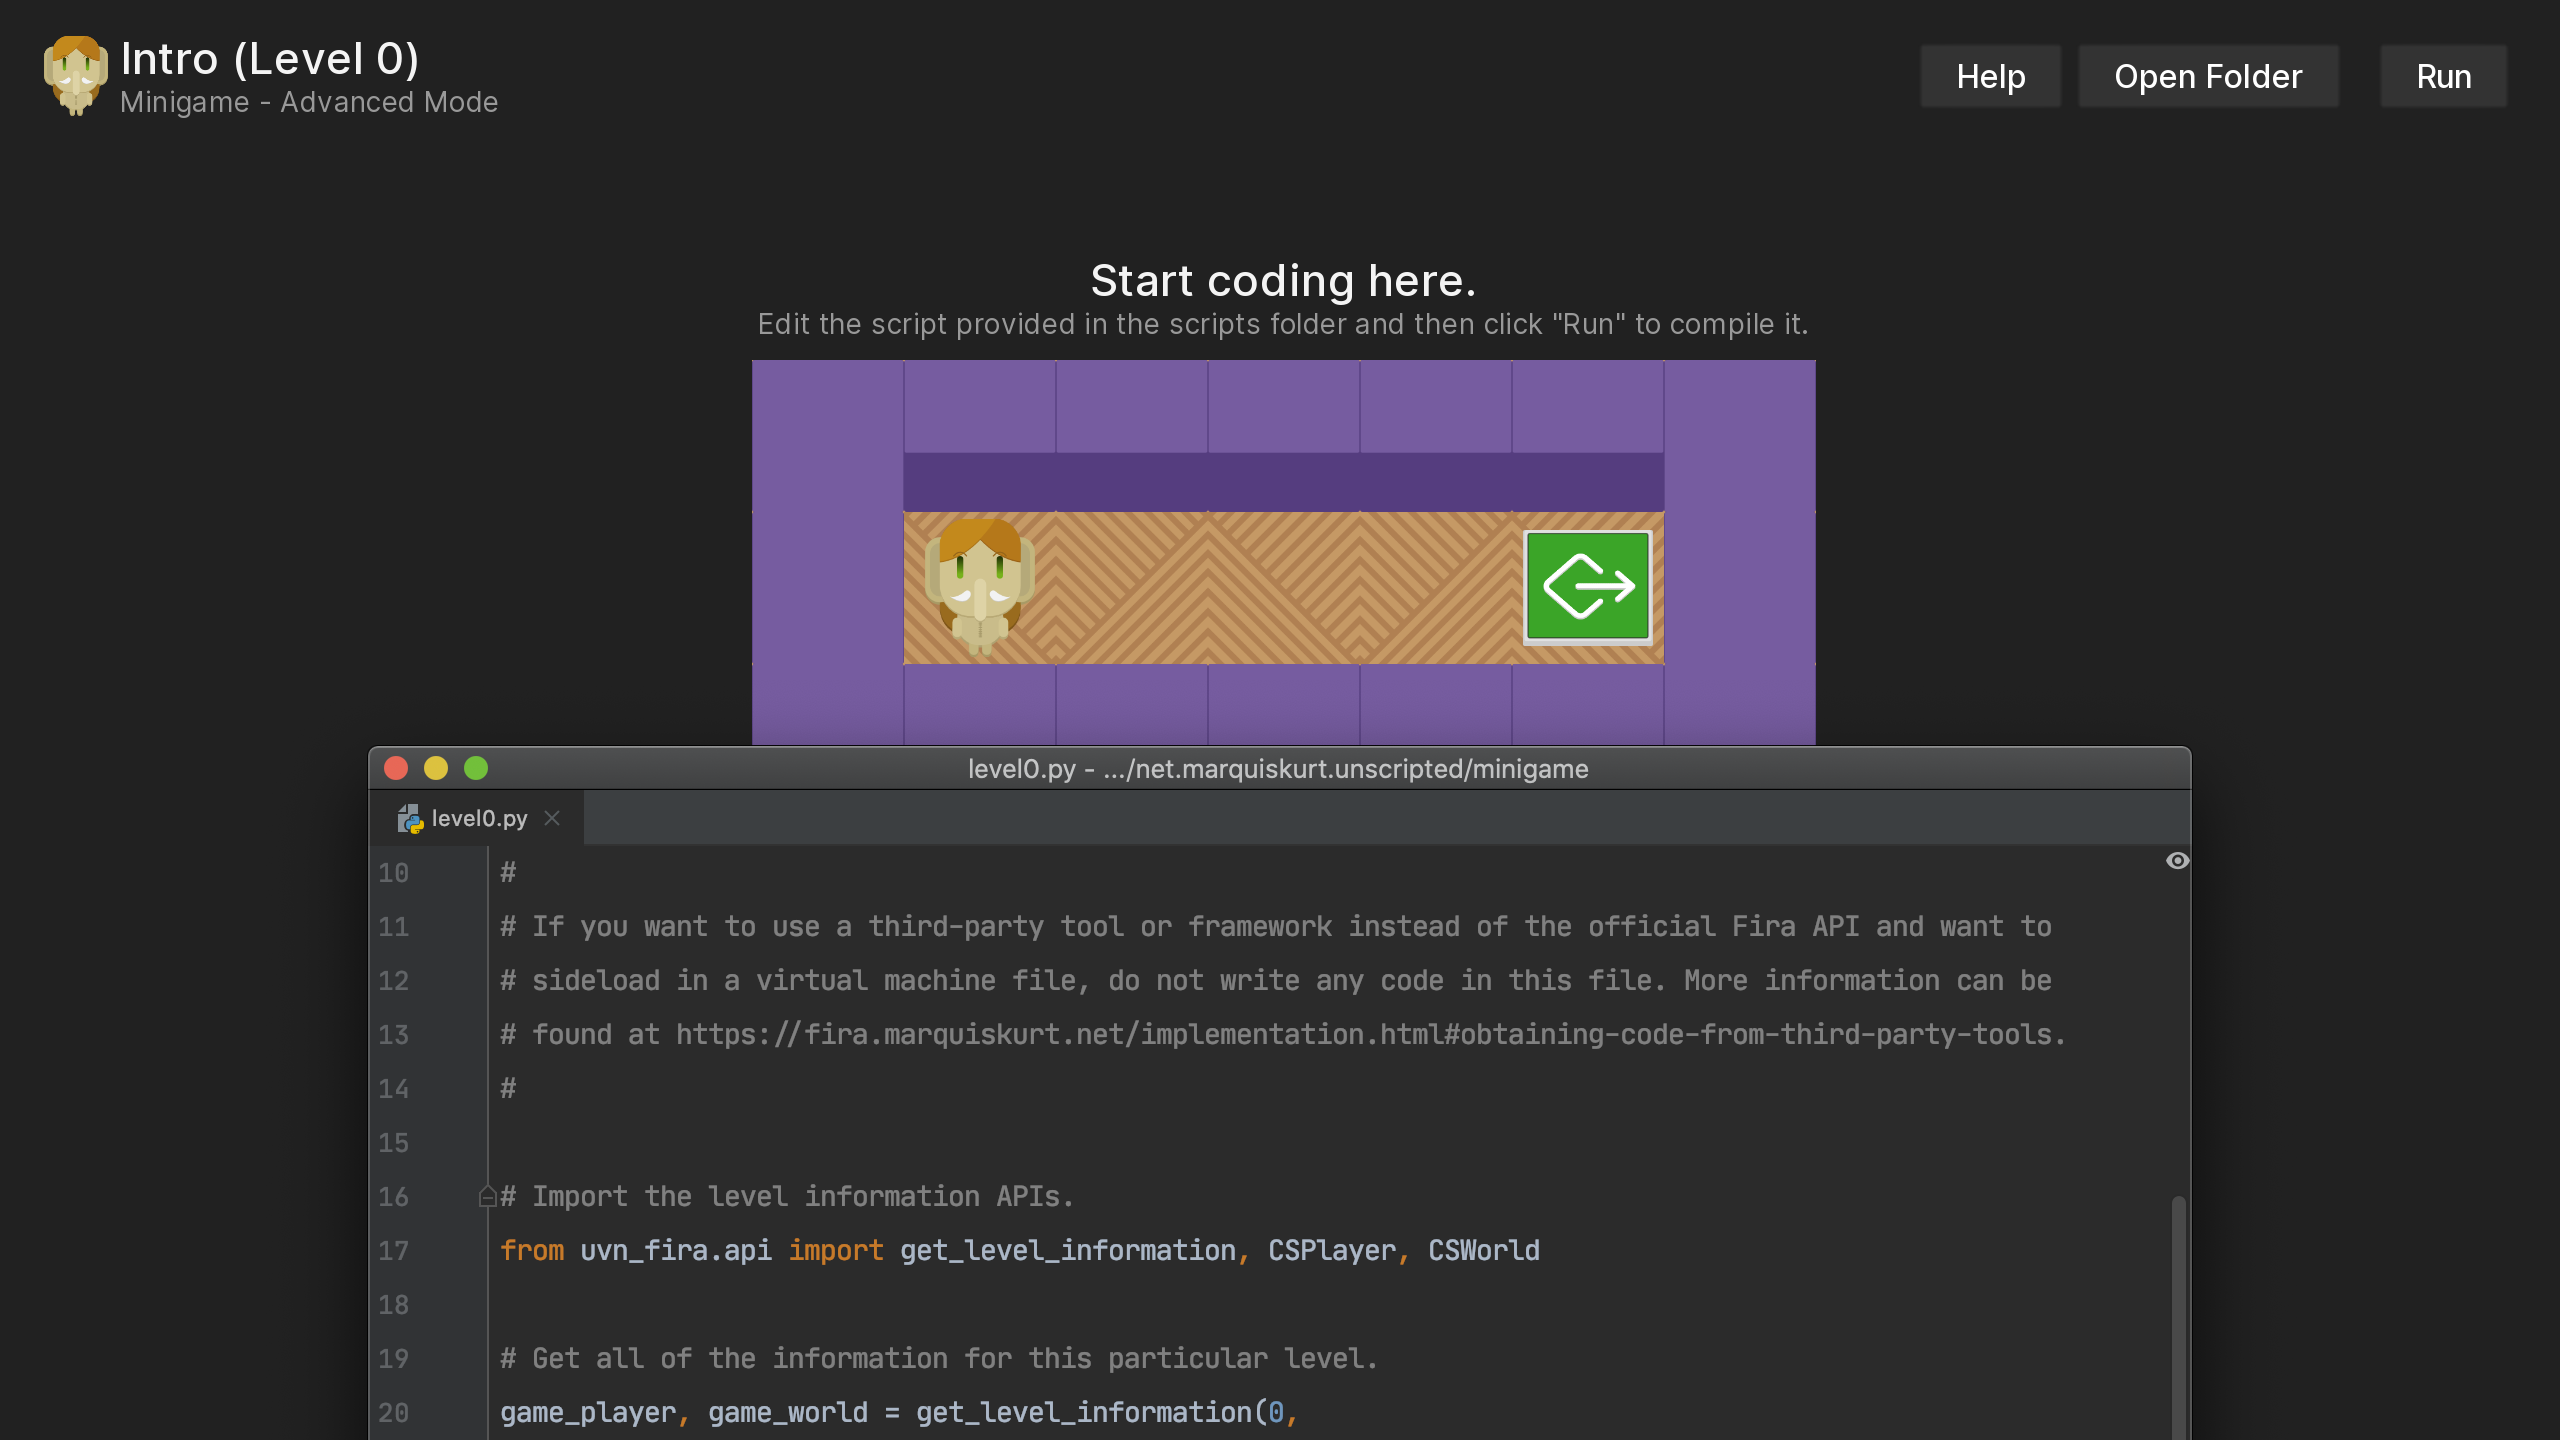 Intro (Level 0)
Minigame - Advanced Mode
Help
Open Folder
Run
Start coding here.
Edit the script provided in the scripts folder and then click "Run" to compile it.
level0.py - .../net.marquiskurt.unscripted/minigame
level0.py
10 #
11 # If you want to use a third-party tool or framework instead of the official Fira API and want to
12 # sideload in a virtual machine file, do not write any code in this file. More information can be
13 # found at https://fira.marquiskurt.net/implementation.html#obtaining-code-from-third-party-tools.
14 #
15
16 # Import the level information APIs.
17 from uvn_fira.api import get_level_information, CSPlayer, CSWorld
18
19 # Get all of the information for this particular level.
20 game_player, game_world = get_level_information(0,